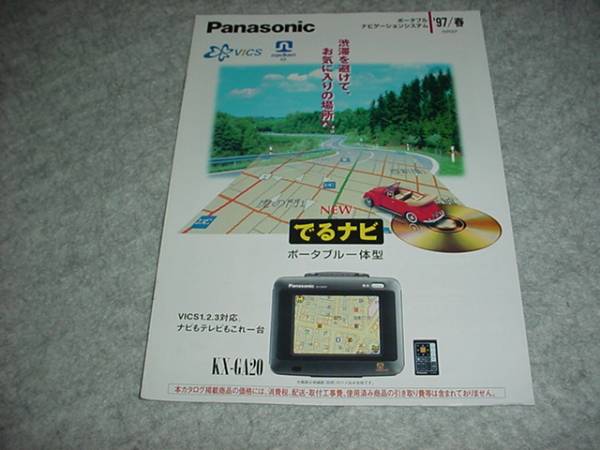 Panasonic
ポータブル
ナビゲーションシステム
'97/春
VICS
渋滞を避けて、
お気に入りの場所へ。
NEW
でるナビ
ポータブル一体型
Panasonic
VICS1.2.3対応。
ナビもテレビもこれ一台
KX-GA20
本カタログ掲載商品の価格には、消費税、配送・取付工事費、使用済み商品の引き取り費等は含まれておりません。